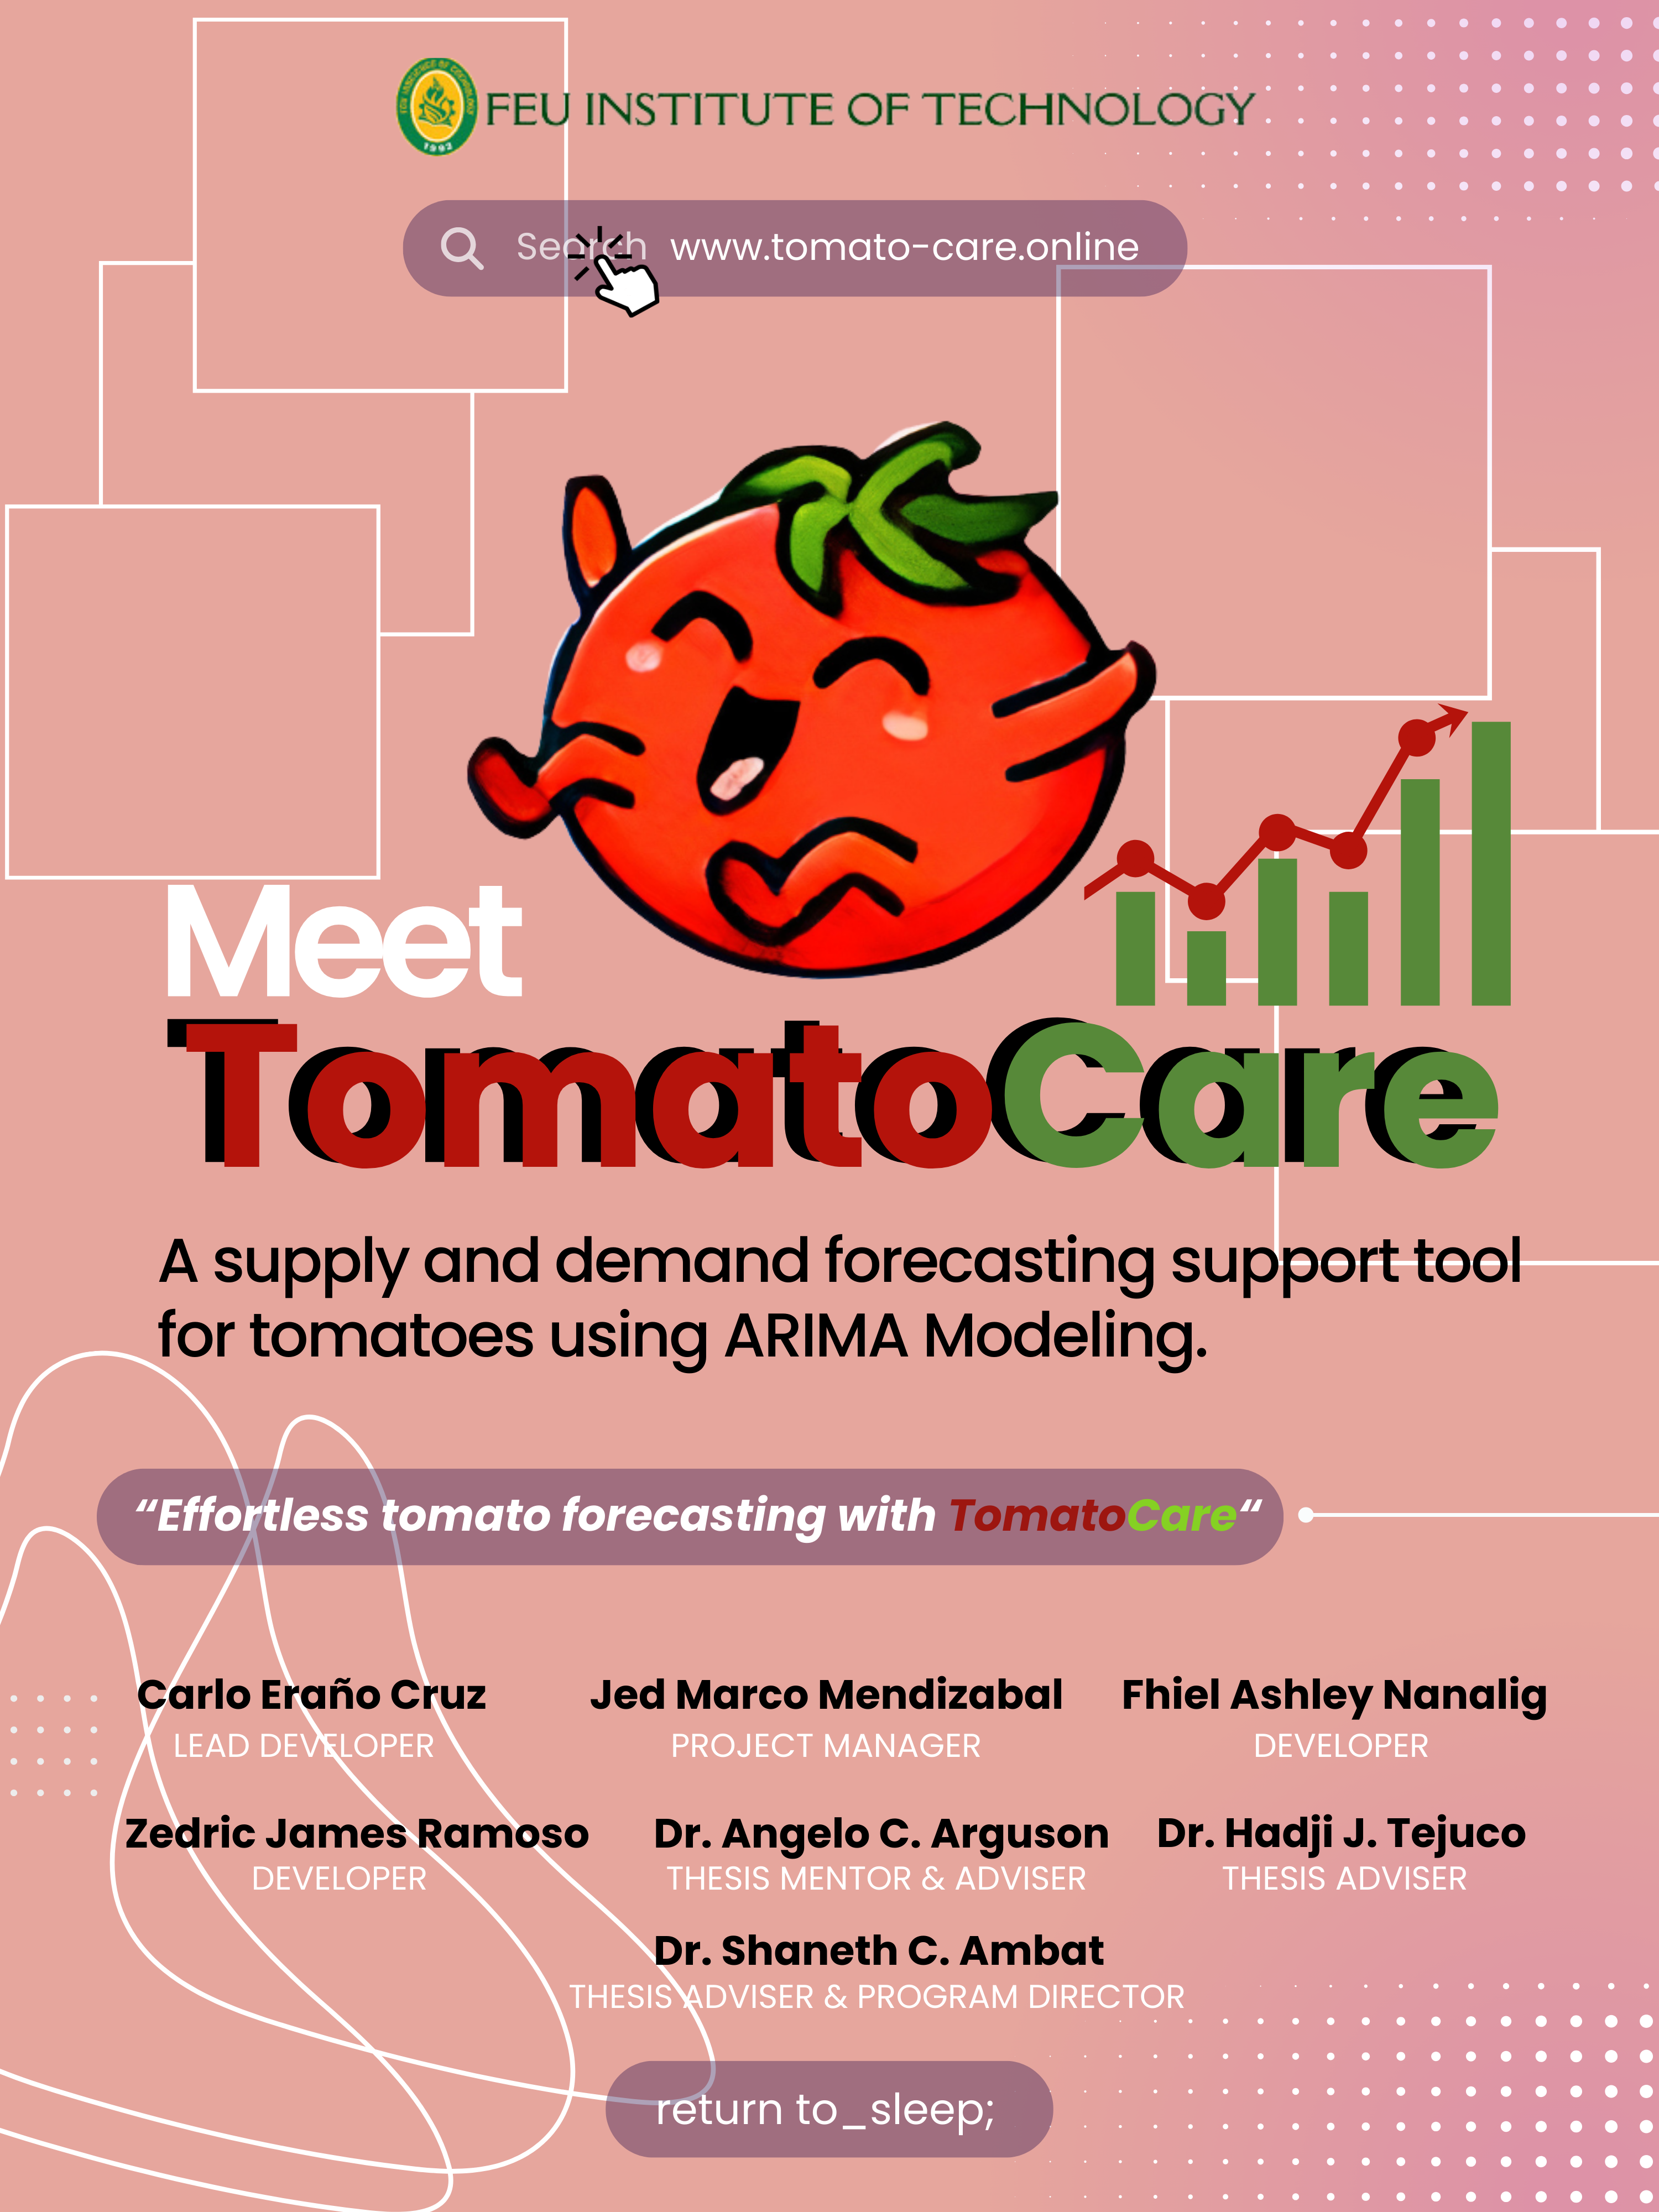 FEU INSTITUTE OF TECHNOLOGY
1992
Search www.tomato-care.online
Meet
TomatoCare
A supply and demand forecasting support tool
for tomatoes using ARIMA Modeling.
“Effortless tomato forecasting with TomatoCare“
Carlo Eraño Cruz
LEAD DEVELOPER
Jed Marco Mendizabal
PROJECT MANAGER
Fhiel Ashley Nanalig
DEVELOPER
Zedric James Ramoso
DEVELOPER
Dr. Angelo C. Arguson
THESIS MENTOR & ADVISER
Dr. Hadji J. Tejuco
THESIS ADVISER
Dr. Shaneth C. Ambat
THESIS ADVISER & PROGRAM DIRECTOR
return to_sleep;